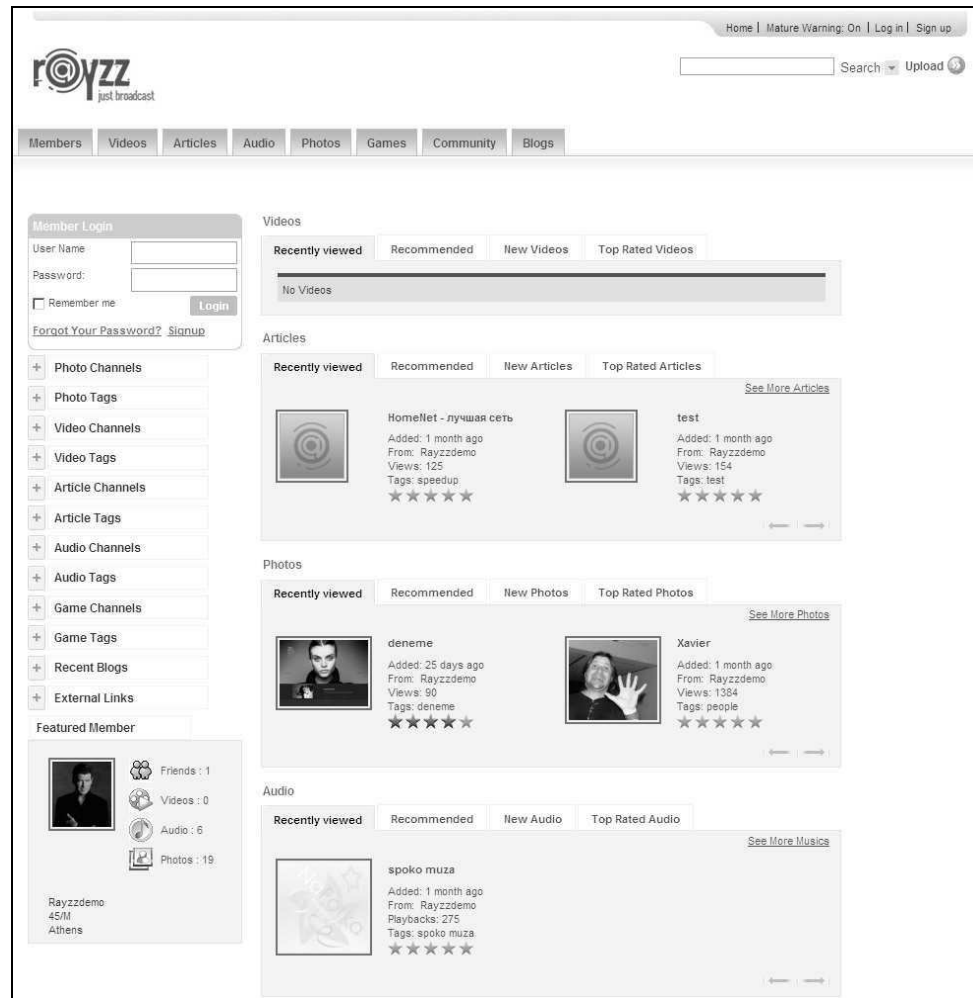 Home | Mature Warning: On | Log in | Sign up
r@yzz
just broadcast
Search Upload
Members Videos Articles Audio Photos Games Community Blogs
Member Login
User Name
Password:
Remember me Login
Forgot Your Password? Signup
+ Photo Channels
+ Photo Tags
+ Video Channels
+ Video Tags
+ Article Channels
+ Article Tags
+ Audio Channels
+ Audio Tags
+ Game Channels
+ Game Tags
+ Recent Blogs
+ External Links
Featured Member
Friends : 1
Videos : 0
Audio : 6
Photos : 19
Rayzzdemo
45/M
Athens
Videos
Recently viewed Recommended New Videos Top Rated Videos
No Videos
Articles
Recently viewed Recommended New Articles Top Rated Articles
See More Articles
HomeNet - лучшая сеть
Added: 1 month ago
From: Rayzzdemo
Views: 125
Tags: speedup
test
Added: 1 month ago
From: Rayzzdemo
Views: 154
Tags: test
Photos
Recently viewed Recommended New Photos Top Rated Photos
See More Photos
deneme
Added: 25 days ago
From: Rayzzdemo
Views: 90
Tags: deneme
Xavier
Added: 1 month ago
From: Rayzzdemo
Views: 1384
Tags: people
Audio
Recently viewed Recommended New Audio Top Rated Audio
See More Musics
spoko muza
Added: 1 month ago
From: Rayzzdemo
Playbacks: 275
Tags: spoko muza